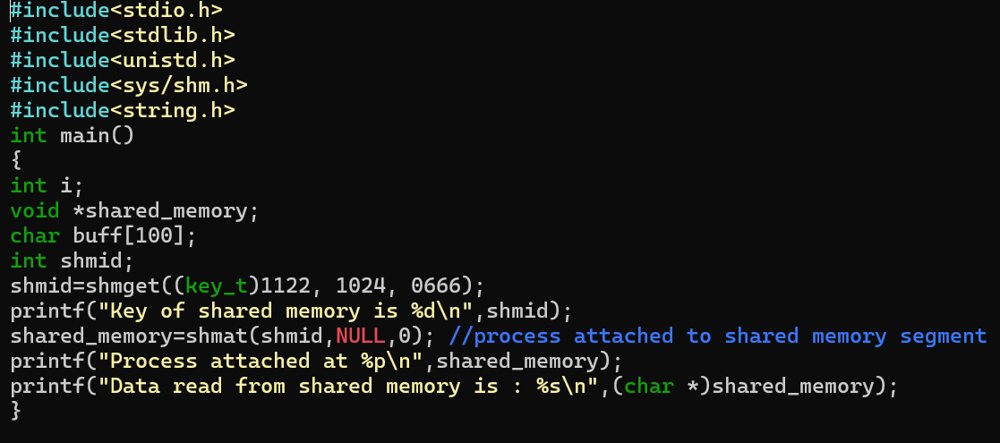 #include<stdio.h>
#include<stdlib.h>
#include<unistd.h>
#include<sys/shm.h>
#include<string.h>
int main()
{
int i;
void *shared_memory;
char buff[100];
int shmid;
shmid=shmget((key_t)1122, 1024, 0666);
printf("Key of shared memory is %d\n",shmid);
shared_memory=shmat(shmid,NULL,0); //process attached to shared memory segment
printf("Process attached at %p\n",shared_memory);
printf("Data read from shared memory is : %s\n",(char *)shared_memory);
}